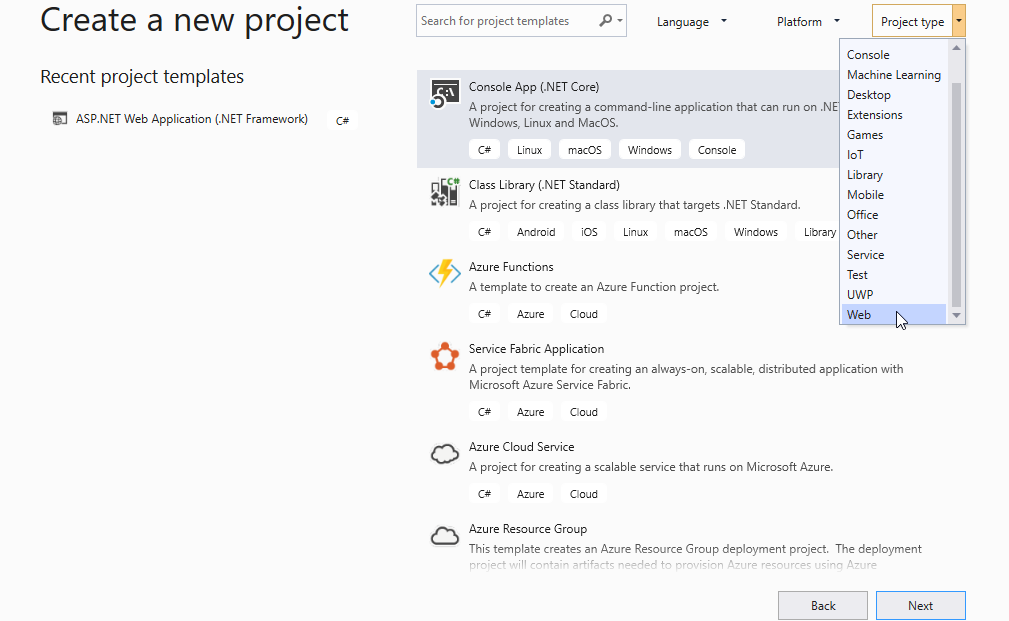 Create a new project
Search for project templates
Language
Platform
Project type
Recent project templates
ASP.NET Web Application (.NET Framework)
C#
Console
Machine Learning
Desktop
Extensions
Games
IoT
Library
Mobile
Office
Other
Service
Test
UWP
Web
Console App (.NET Core)
A project for creating a command-line application that can run on .NE
Windows, Linux and MacOS.
C# Linux macOS Windows Console
Class Library (.NET Standard)
A project for creating a class library that targets .NET Standard.
C# Android iOS Linux macOS Windows Library
Azure Functions
A template to create an Azure Function project.
C# Azure Cloud
Service Fabric Application
A project template for creating an always-on, scalable, distributed application with
Microsoft Azure Service Fabric.
C# Azure Cloud
Azure Cloud Service
A project for creating a scalable service that runs on Microsoft Azure.
C# Azure Cloud
Azure Resource Group
This template creates an Azure Resource Group deployment project. The deployment
project will contain artifacts needed to provision Azure resources using Azure
Back
Next